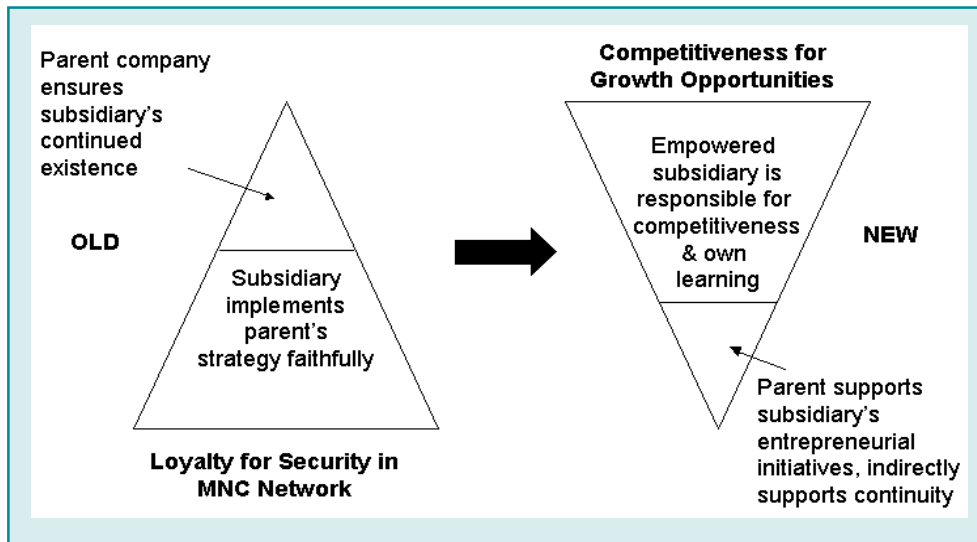 Parent company
ensures
subsidiary's
continued
existence
OLD
Subsidiary
implements
parent's
strategy faithfully
Loyalty for Security in
MNC Network
Competitiveness for
Growth Opportunities
Empowered
subsidiary is
responsible for
competitiveness
& own
learning
NEW
Parent supports
subsidiary's
entrepreneurial
initiatives, indirectly
supports continuity